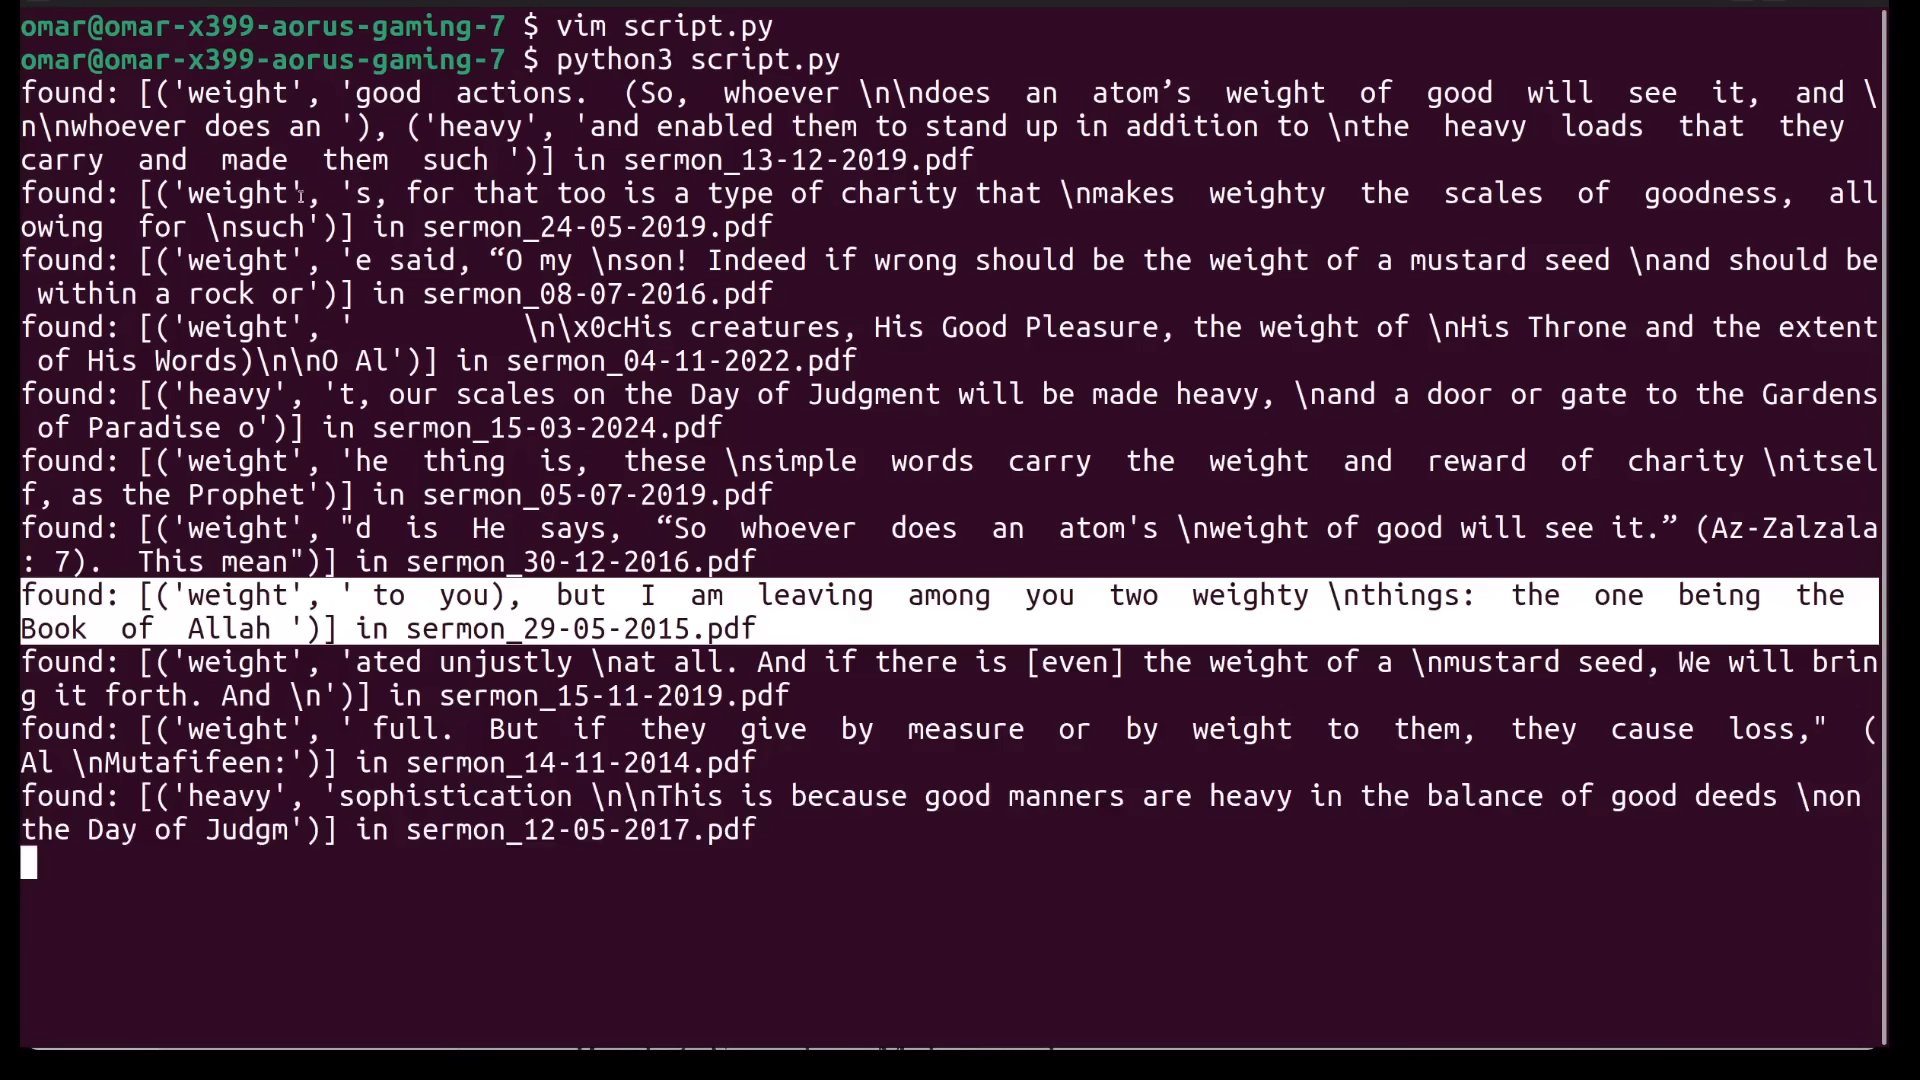 omar@omar-x399-aorus-gaming-7 $ vim script.py
omar@omar-x399-aorus-gaming-7 $ python3 script.py
found: [('weight', 'good  actions.  (So,  whoever \n\ndoes  an  atom’s  weight  of  good  will  see  it,  and \
n\nwhoever does an '), ('heavy', 'and enabled them to stand up in addition to \nthe  heavy  loads  that  they
carry  and  made  them  such ')] in sermon_13-12-2019.pdf
found: [('weight', 's, for that too is a type of charity that \nmakes  weighty  the  scales  of  goodness,  all
owing  for \nsuch')] in sermon_24-05-2019.pdf
found: [('weight', 'e said, “O my \nson! Indeed if wrong should be the weight of a mustard seed \nand should be
 within a rock or')] in sermon_08-07-2016.pdf
found: [('weight', '          \n\x0cHis creatures, His Good Pleasure, the weight of \nHis Throne and the extent
 of His Words)\n\nO Al')] in sermon_04-11-2022.pdf
found: [('heavy', 't, our scales on the Day of Judgment will be made heavy, \nand a door or gate to the Gardens
 of Paradise o')] in sermon_15-03-2024.pdf
found: [('weight', 'he  thing  is,  these \nsimple  words  carry  the  weight  and  reward  of  charity \nitsel
f, as the Prophet')] in sermon_05-07-2019.pdf
found: [('weight', "d  is  He  says,  “So  whoever  does  an  atom's \nweight of good will see it.” (Az-Zalzala
: 7).  This mean")] in sermon_30-12-2016.pdf
found: [('weight', ' to  you),  but  I  am  leaving  among  you  two  weighty \nthings:  the  one  being  the
Book  of  Allah ')] in sermon_29-05-2015.pdf
found: [('weight', 'ated unjustly \nat all. And if there is [even] the weight of a \nmustard seed, We will brin
g it forth. And \n')] in sermon_15-11-2019.pdf
found: [('weight', ' full.  But  if  they  give  by  measure  or  by  weight  to  them,  they  cause  loss,"  (
Al \nMutafifeen:')] in sermon_14-11-2014.pdf
found: [('heavy', 'sophistication \n\nThis is because good manners are heavy in the balance of good deeds \non
the Day of Judgm')] in sermon_12-05-2017.pdf